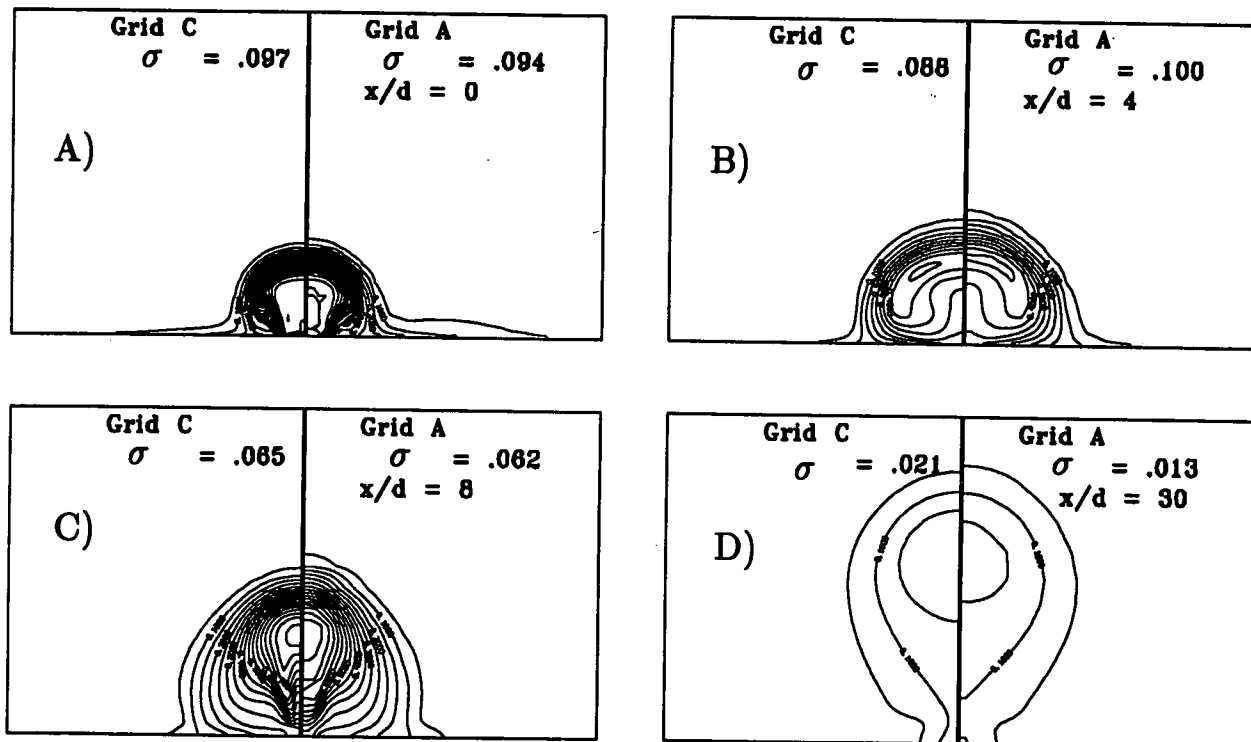 Grid C
σ = .097
Grid A
σ = .094
x/d = 0
A)
Grid C
σ = .088
Grid A
σ = .100
x/d = 4
B)
Grid C
σ = .065
Grid A
σ = .062
x/d = 8
C)
Grid C
σ = .021
Grid A
σ = .013
x/d = 30
D)